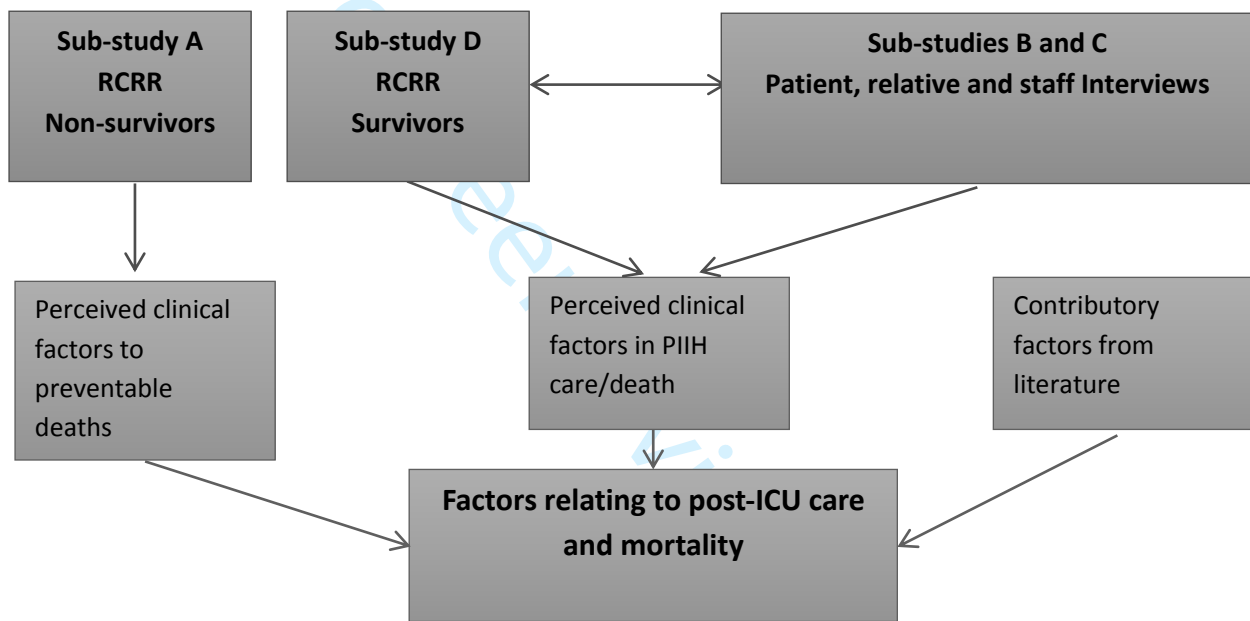 Sub-study A
RCRR
Non-survivors
Sub-study D
RCRR
Survivors
Sub-studies B and C
Patient, relative and staff Interviews
Perceived clinical
factors to
preventable
deaths
Perceived clinical
factors in PIIH
care/death
Contributory
factors from
literature
Factors relating to post-ICU care
and mortality